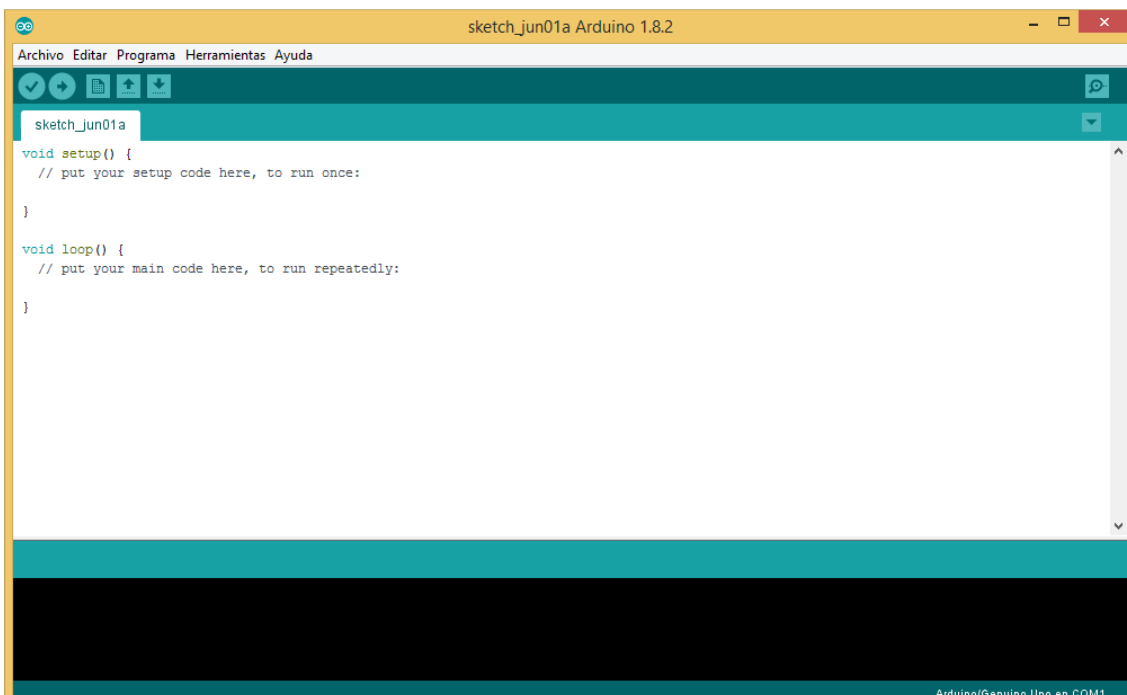 sketch_jun01a Arduino 1.8.2
Archivo Editar Programa Herramientas Ayuda
sketch_jun01a
void setup() {
  // put your setup code here, to run once:
}
void loop() {
  // put your main code here, to run repeatedly:
}
Arduino/Genuino Uno en COM1